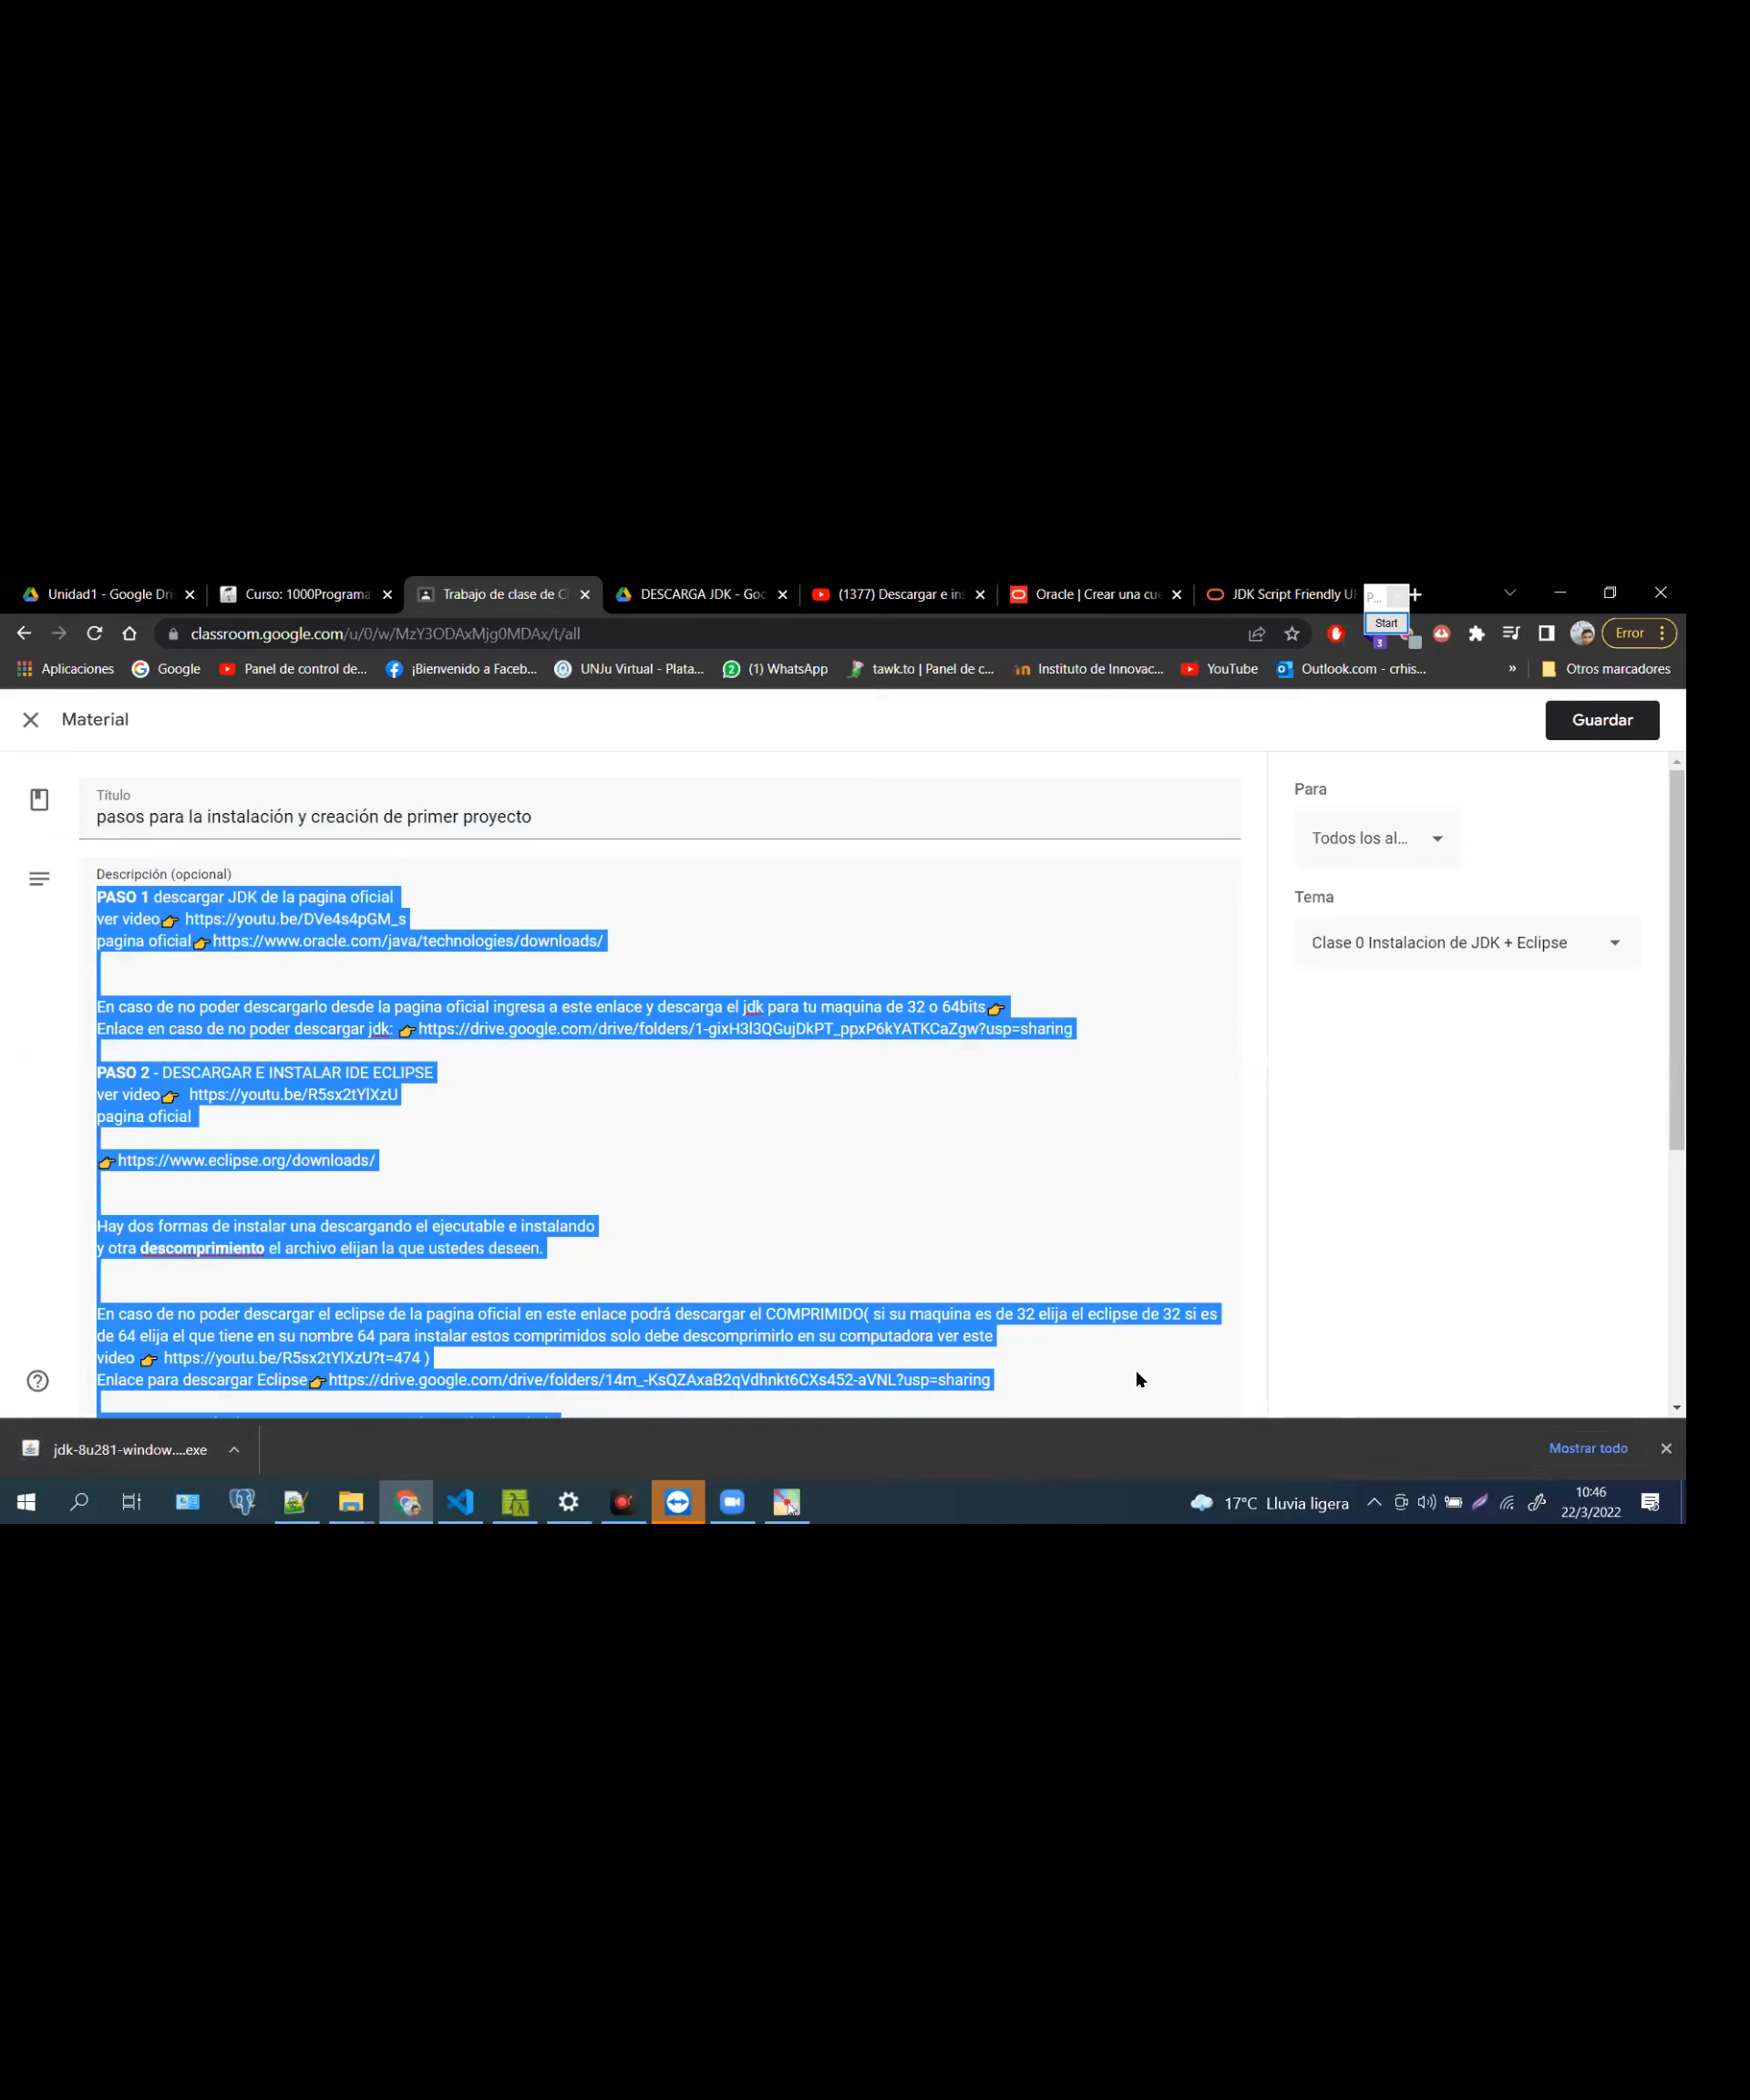 Unidad1 - Google Dri
Curso: 1000Programa
Trabajo de clase de C
DESCARGA JDK - Goo
(1377) Descargar e ins
Oracle | Crear una cue
JDK Script Friendly U
P...
Start
classroom.google.com/u/0/w/MzY3ODAxMjg0MDAx/t/all
3
Error
Aplicaciones
Google
Panel de control de...
¡Bienvenido a Faceb...
UNJu Virtual - Plata...
(1) WhatsApp
tawk.to | Panel de c...
Instituto de Innovac...
YouTube
Outlook.com - crhis...
»
Otros marcadores
Material
Guardar
Título
pasos para la instalación y creación de primer proyecto
Para
Todos los al...
Tema
Clase 0 Instalacion de JDK + Eclipse
Descripción (opcional)
PASO 1 descargar JDK de la pagina oficial
ver video👉 https://youtu.be/DVe4s4pGM_s
pagina oficial👉https://www.oracle.com/java/technologies/downloads/
En caso de no poder descargarlo desde la pagina oficial ingresa a este enlace y descarga el jdk para tu maquina de 32 o 64bits👉
Enlace en caso de no poder descargar jdk: 👉https://drive.google.com/drive/folders/1-gixH3l3QGujDkPT_ppxP6kYATKCaZgw?usp=sharing
PASO 2 - DESCARGAR E INSTALAR IDE ECLIPSE
ver video👉 https://youtu.be/R5sx2tYlXzU
pagina oficial
👉https://www.eclipse.org/downloads/
Hay dos formas de instalar una descargando el ejecutable e instalando
y otra descomprimiento el archivo elijan la que ustedes deseen.
En caso de no poder descargar el eclipse de la pagina oficial en este enlace podrá descargar el COMPRIMIDO( si su maquina es de 32 elija el eclipse de 32 si es
de 64 elija el que tiene en su nombre 64 para instalar estos comprimidos solo debe descomprimirlo en su computadora ver este
video 👉 https://youtu.be/R5sx2tYlXzU?t=474 )
Enlace para descargar Eclipse👉https://drive.google.com/drive/folders/14m_-KsQZAxaB2qVdhnkt6CXs452-aVNL?usp=sharing
jdk-8u281-window....exe
Mostrar todo
17°C Lluvia ligera
10:46
22/3/2022